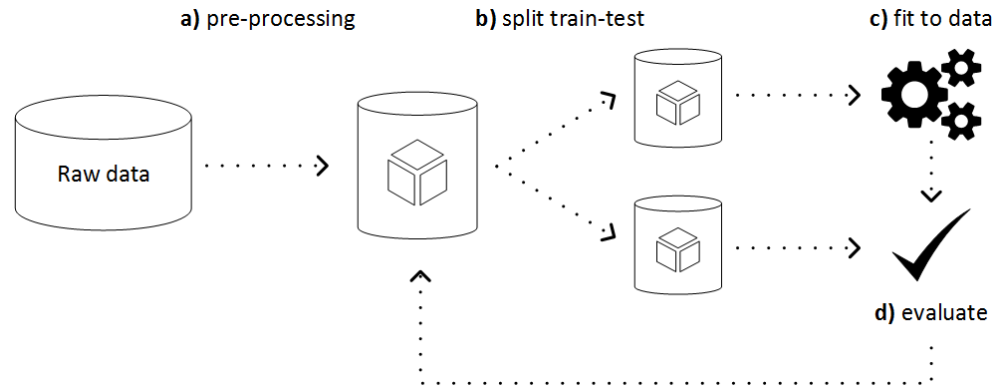 a) pre-processing
b) split train-test
c) fit to data
Raw data
d) evaluate